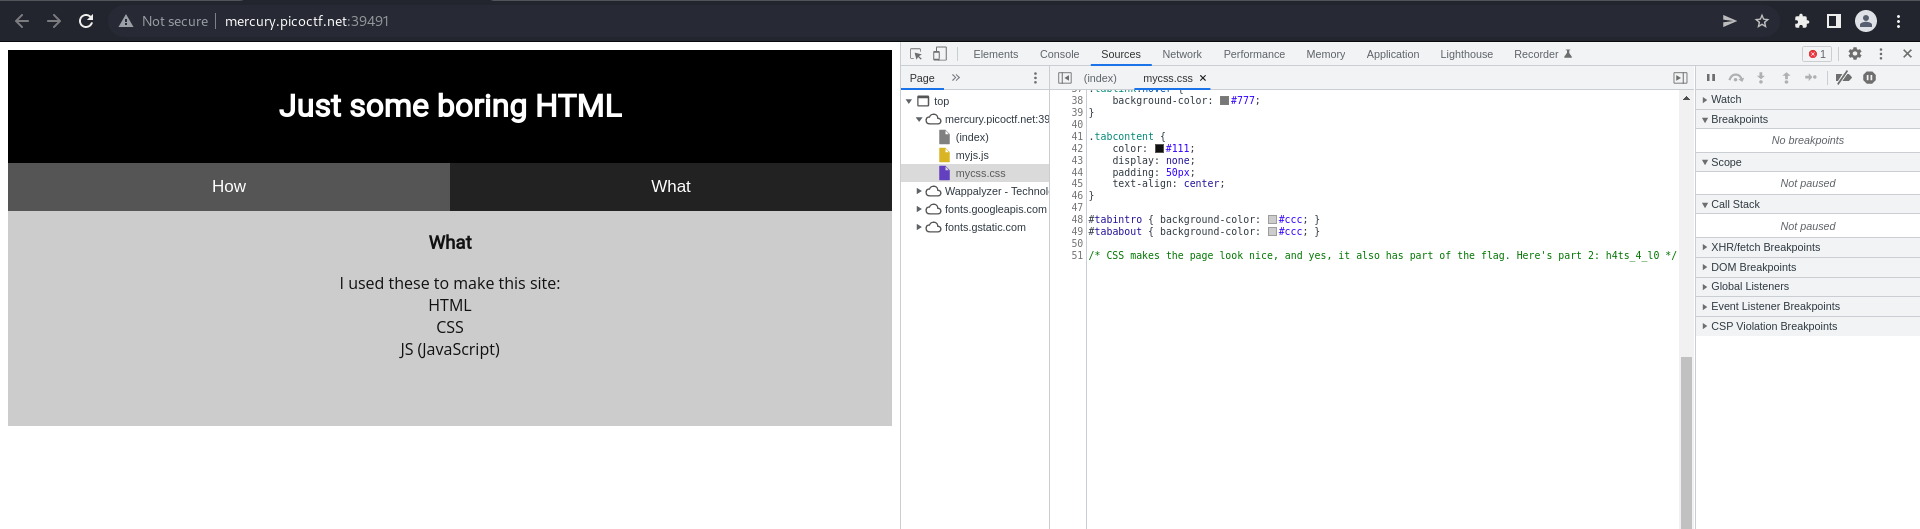 Not secure | mercury.picoctf.net:39491
Just some boring HTML
How
What
What
I used these to make this site:
HTML
CSS
JS (JavaScript)
Elements Console Sources Network Performance Memory Application Lighthouse Recorder 1
Page
top
mercury.picoctf.net:39
(index)
myjs.js
mycss.css
Wappalyzer - Technol
fonts.googleapis.com
fonts.gstatic.com
(index) mycss.css
38 background-color: #777;
39 }
40
41 .tabcontent {
42 color: #111;
43 display: none;
44 padding: 50px;
45 text-align: center;
46 }
47
48 #tabintro { background-color: #ccc; }
49 #tababout { background-color: #ccc; }
50
51 /* CSS makes the page look nice, and yes, it also has part of the flag. Here's part 2: h4ts_4_l0 */
Watch
Breakpoints
No breakpoints
Scope
Not paused
Call Stack
Not paused
XHR/fetch Breakpoints
DOM Breakpoints
Global Listeners
Event Listener Breakpoints
CSP Violation Breakpoints